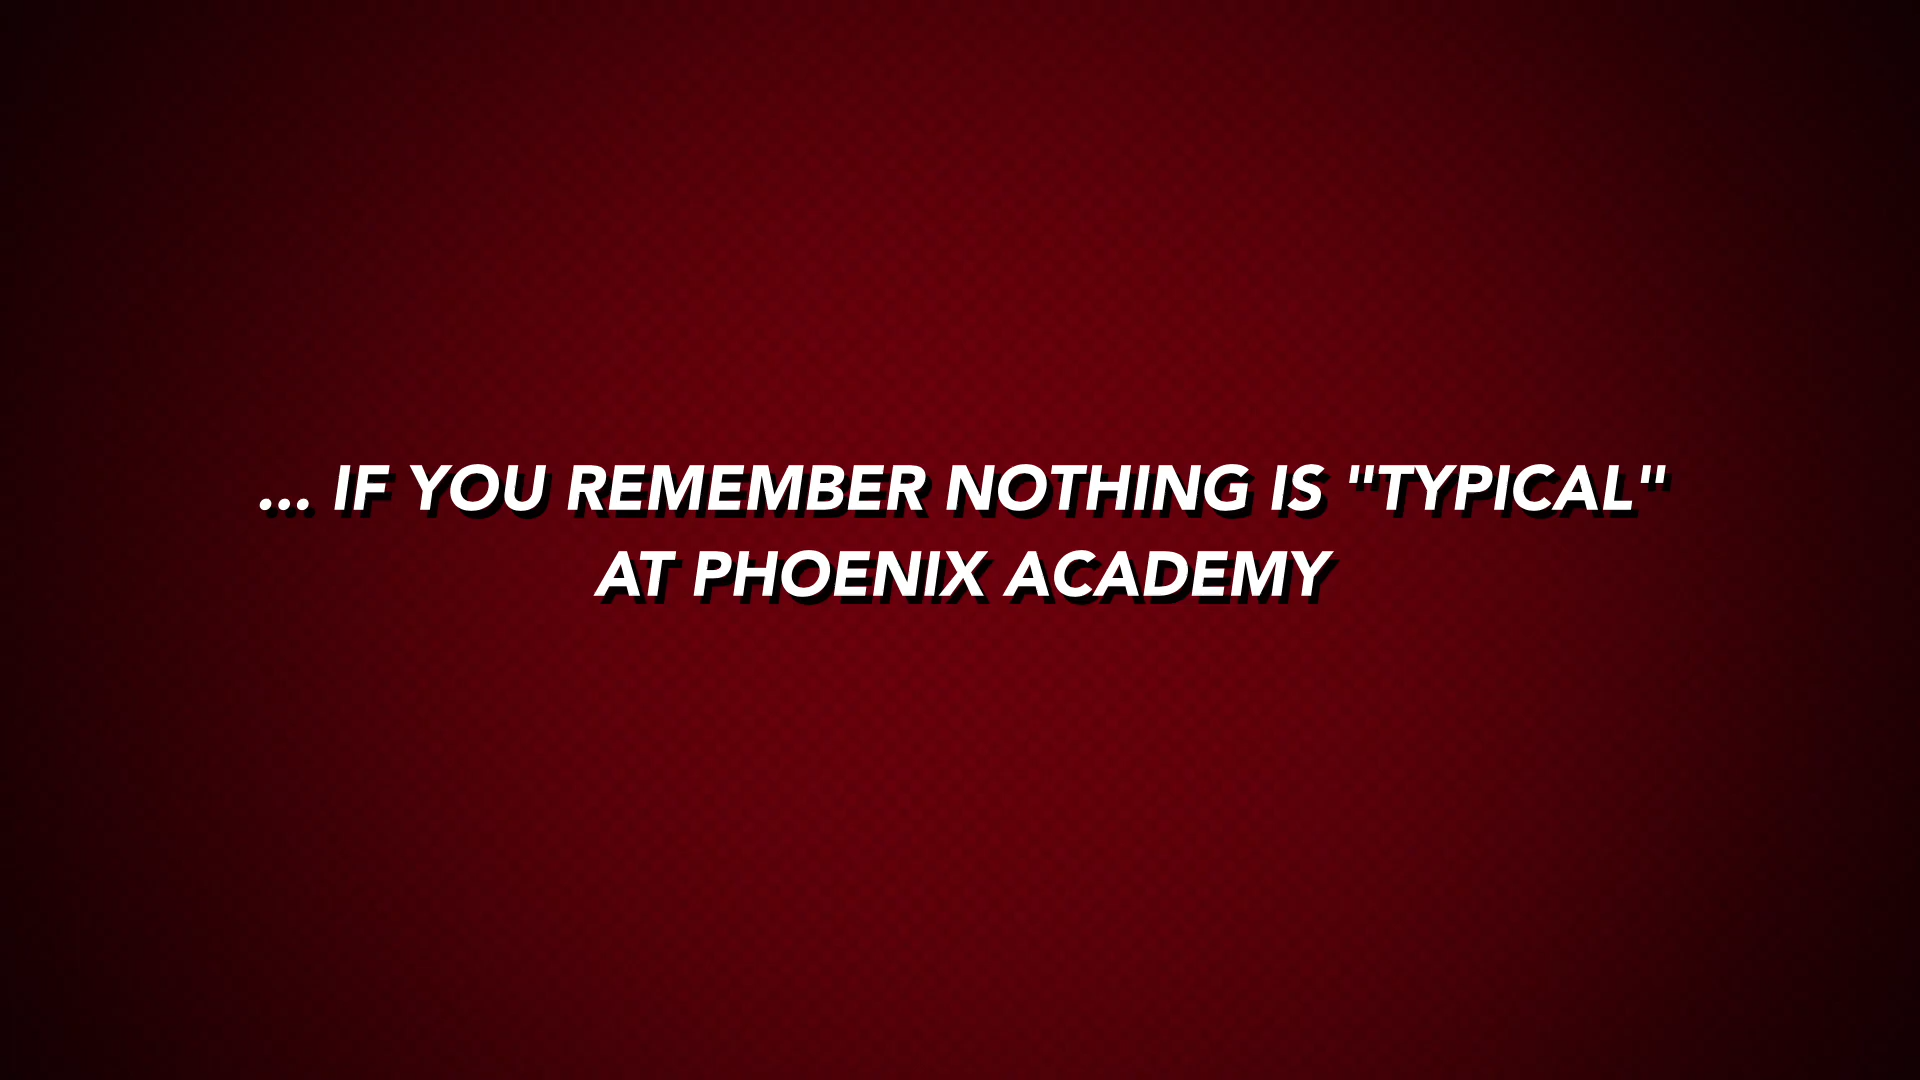 ... IF YOU REMEMBER NOTHING IS "TYPICAL"
AT PHOENIX ACADEMY